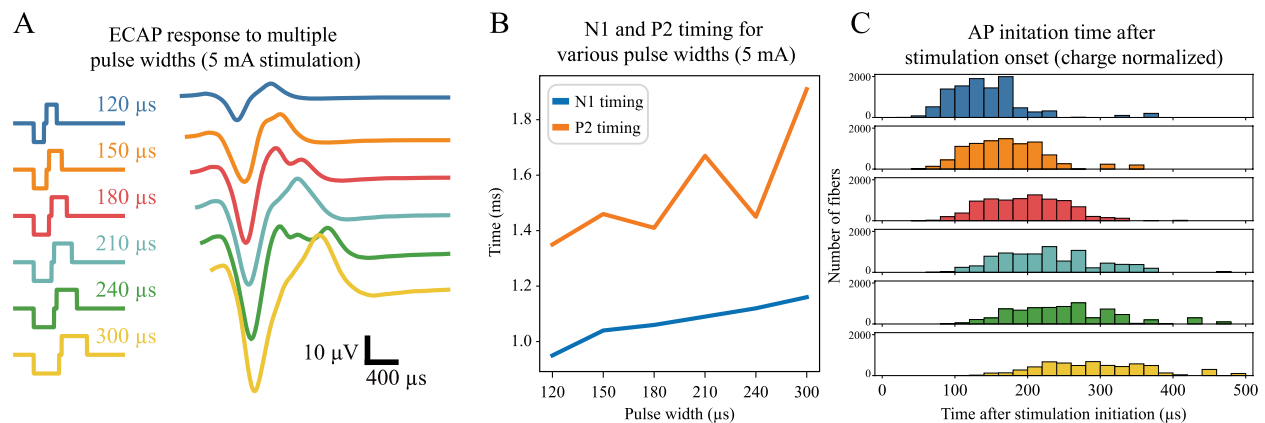 A
ECAP response to multiple
pulse widths (5 mA stimulation)
120 µs
150 µs
180 µs
210 µs
240 µs
300 µs
10 µV
400 µs
B
N1 and P2 timing for
various pulse widths (5 mA)
N1 timing
P2 timing
Time (ms)
1.8
1.6
1.4
1.2
1.0
120
150
180
210
240
300
Pulse width (µs)
C
AP initation time after
stimulation onset (charge normalized)
Number of fibers
2000
0
2000
0
2000
0
2000
0
2000
0
2000
0
0
100
200
300
400
500
Time after stimulation initiation (µs)